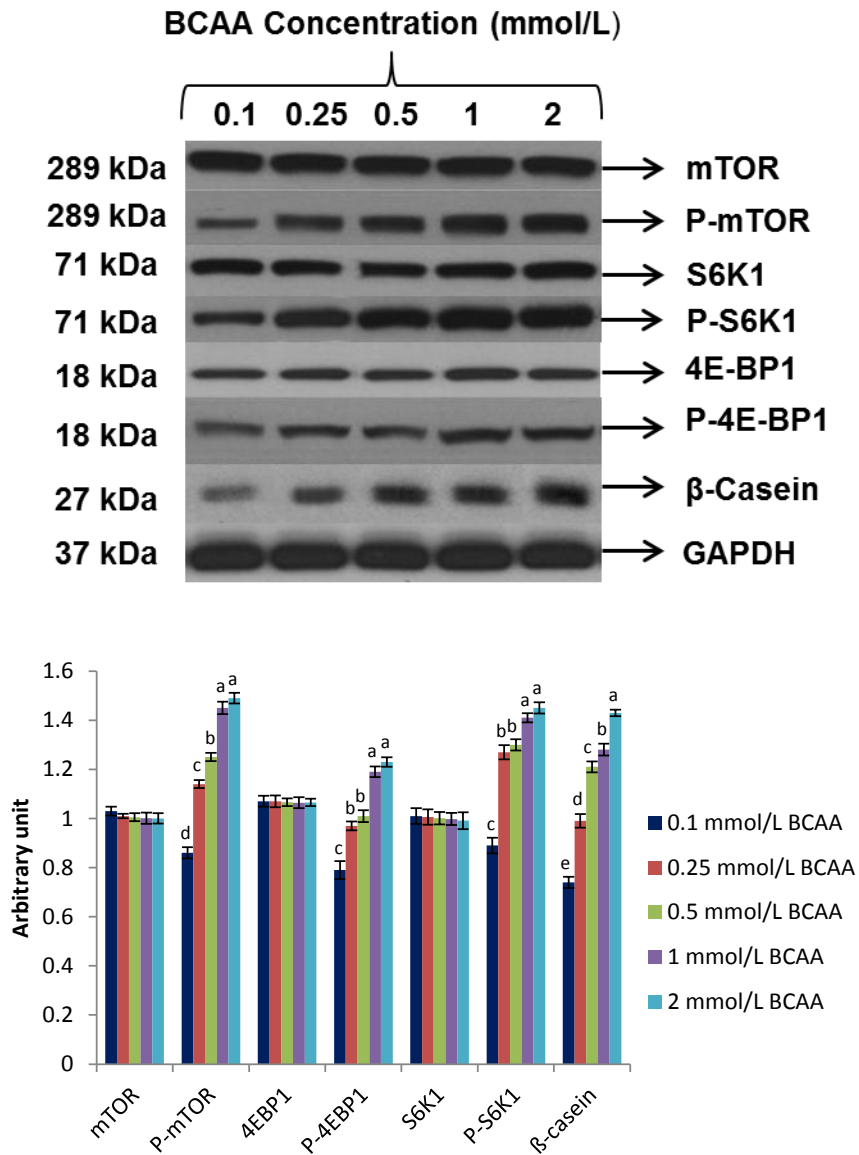 BCAA Concentration (mmol/L)
0.1 0.25 0.5 1 2
289 kDa mTOR
289 kDa P-mTOR
71 kDa S6K1
71 kDa P-S6K1
18 kDa 4E-BP1
18 kDa P-4E-BP1
27 kDa β-Casein
37 kDa GAPDH
Arbitrary unit
1.6
1.4
1.2
1
0.8
0.6
0.4
0.2
0
d c b a a
c b b a a
c b b a a
e d c b a
mTOR P-mTOR 4EBP1 P-4EBP1 S6K1 P-S6K1 ß-casein
0.1 mmol/L BCAA
0.25 mmol/L BCAA
0.5 mmol/L BCAA
1 mmol/L BCAA
2 mmol/L BCAA